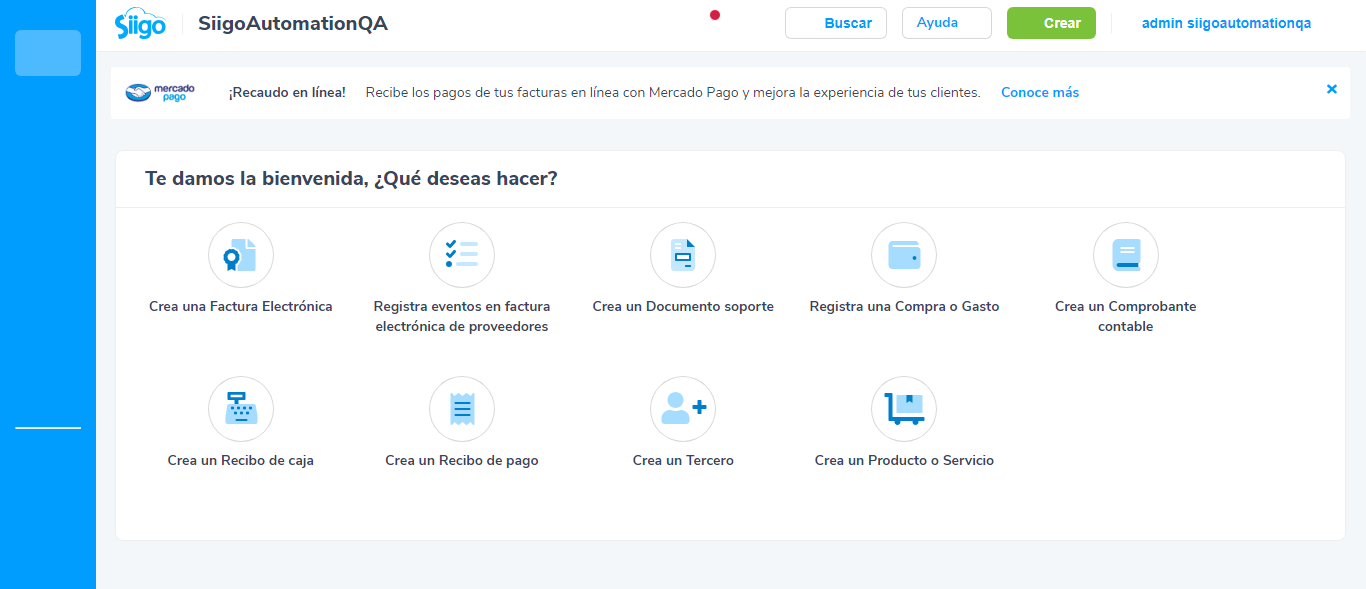 Siigo
SiigoAutomationQA
Buscar
Ayuda
Crear
admin siigoautomationqa
mercado
pago
¡Recaudo en línea!
Recibe los pagos de tus facturas en línea con Mercado Pago y mejora la experiencia de tus clientes.
Conoce más
Te damos la bienvenida, ¿Qué deseas hacer?
Crea una Factura Electrónica
Registra eventos en factura
electrónica de proveedores
Crea un Documento soporte
Registra una Compra o Gasto
Crea un Comprobante
contable
Crea un Recibo de caja
Crea un Recibo de pago
Crea un Tercero
Crea un Producto o Servicio